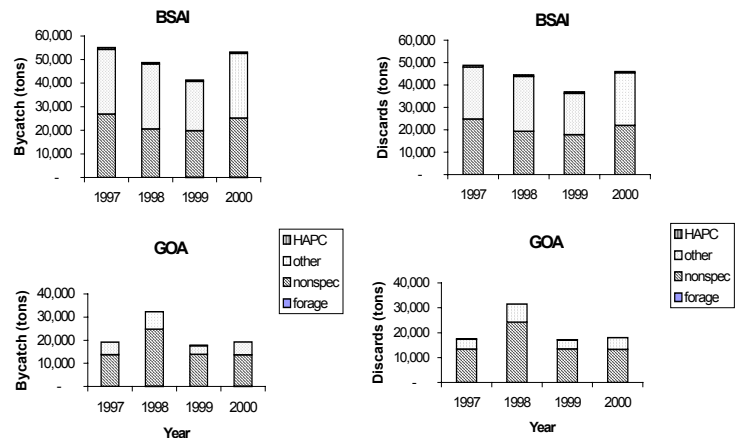 BSAI
Bycatch (tons)
60,000
50,000
40,000
30,000
20,000
10,000
-
1997 1998 1999 2000
BSAI
Discards (tons)
60,000
50,000
40,000
30,000
20,000
10,000
-
1997 1998 1999 2000
GOA
Bycatch (tons)
40,000
30,000
20,000
10,000
-
1997 1998 1999 2000
Year
HAPC
other
nonspec
forage
GOA
Discards (tons)
40,000
30,000
20,000
10,000
-
1997 1998 1999 2000
Year
HAPC
other
nonspec
forage